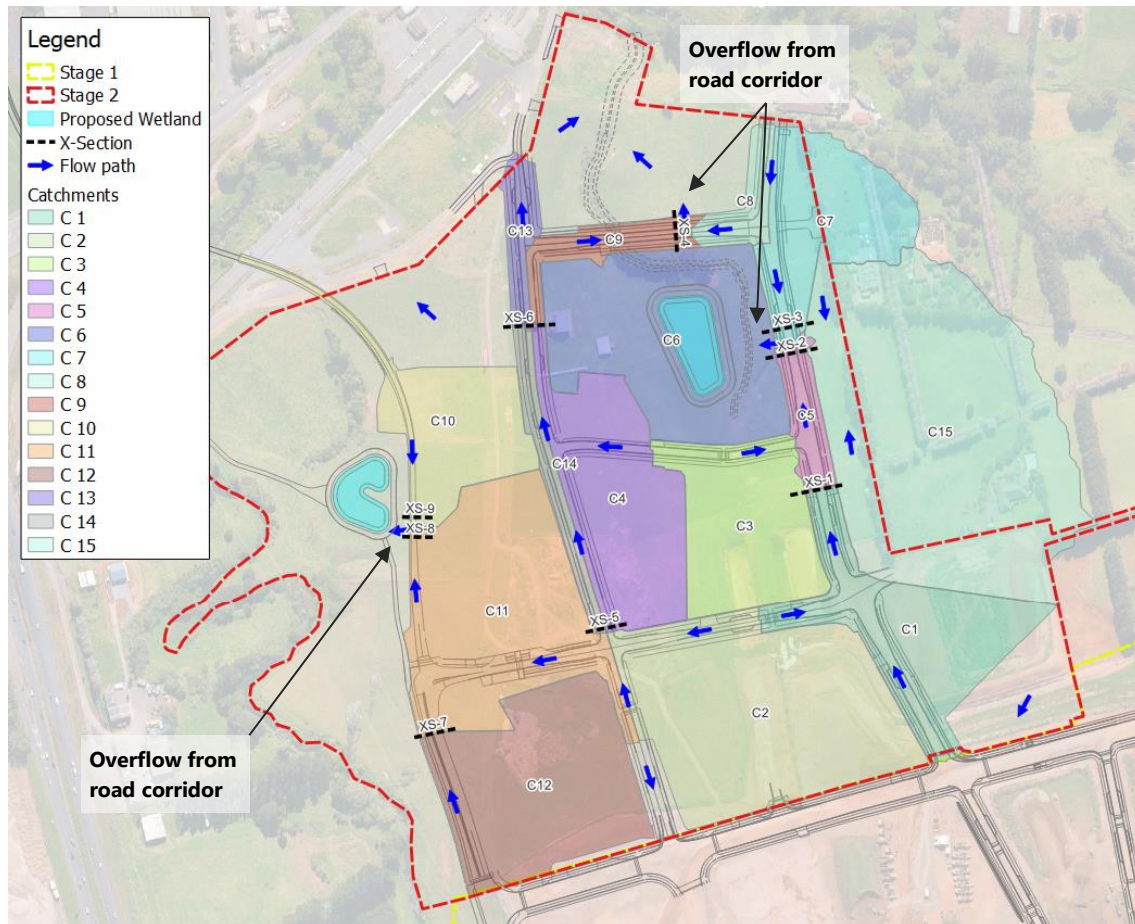 Legend
Stage 1
Stage 2
Proposed Wetland
X-Section
Flow path
Catchments
C 1
C 2
C 3
C 4
C 5
C 6
C 7
C 8
C 9
C 10
C 11
C 12
C 13
C 14
C 15
Overflow from
road corridor
C8
C7
C13
C9
XS-4
XS-6
XS-3
XS-2
C6
C10
C5
C15
C14
XS-1
C4
C3
XS-9
XS-8
C11
XS-5
C1
C2
XS-7
Overflow from
road corridor
C12